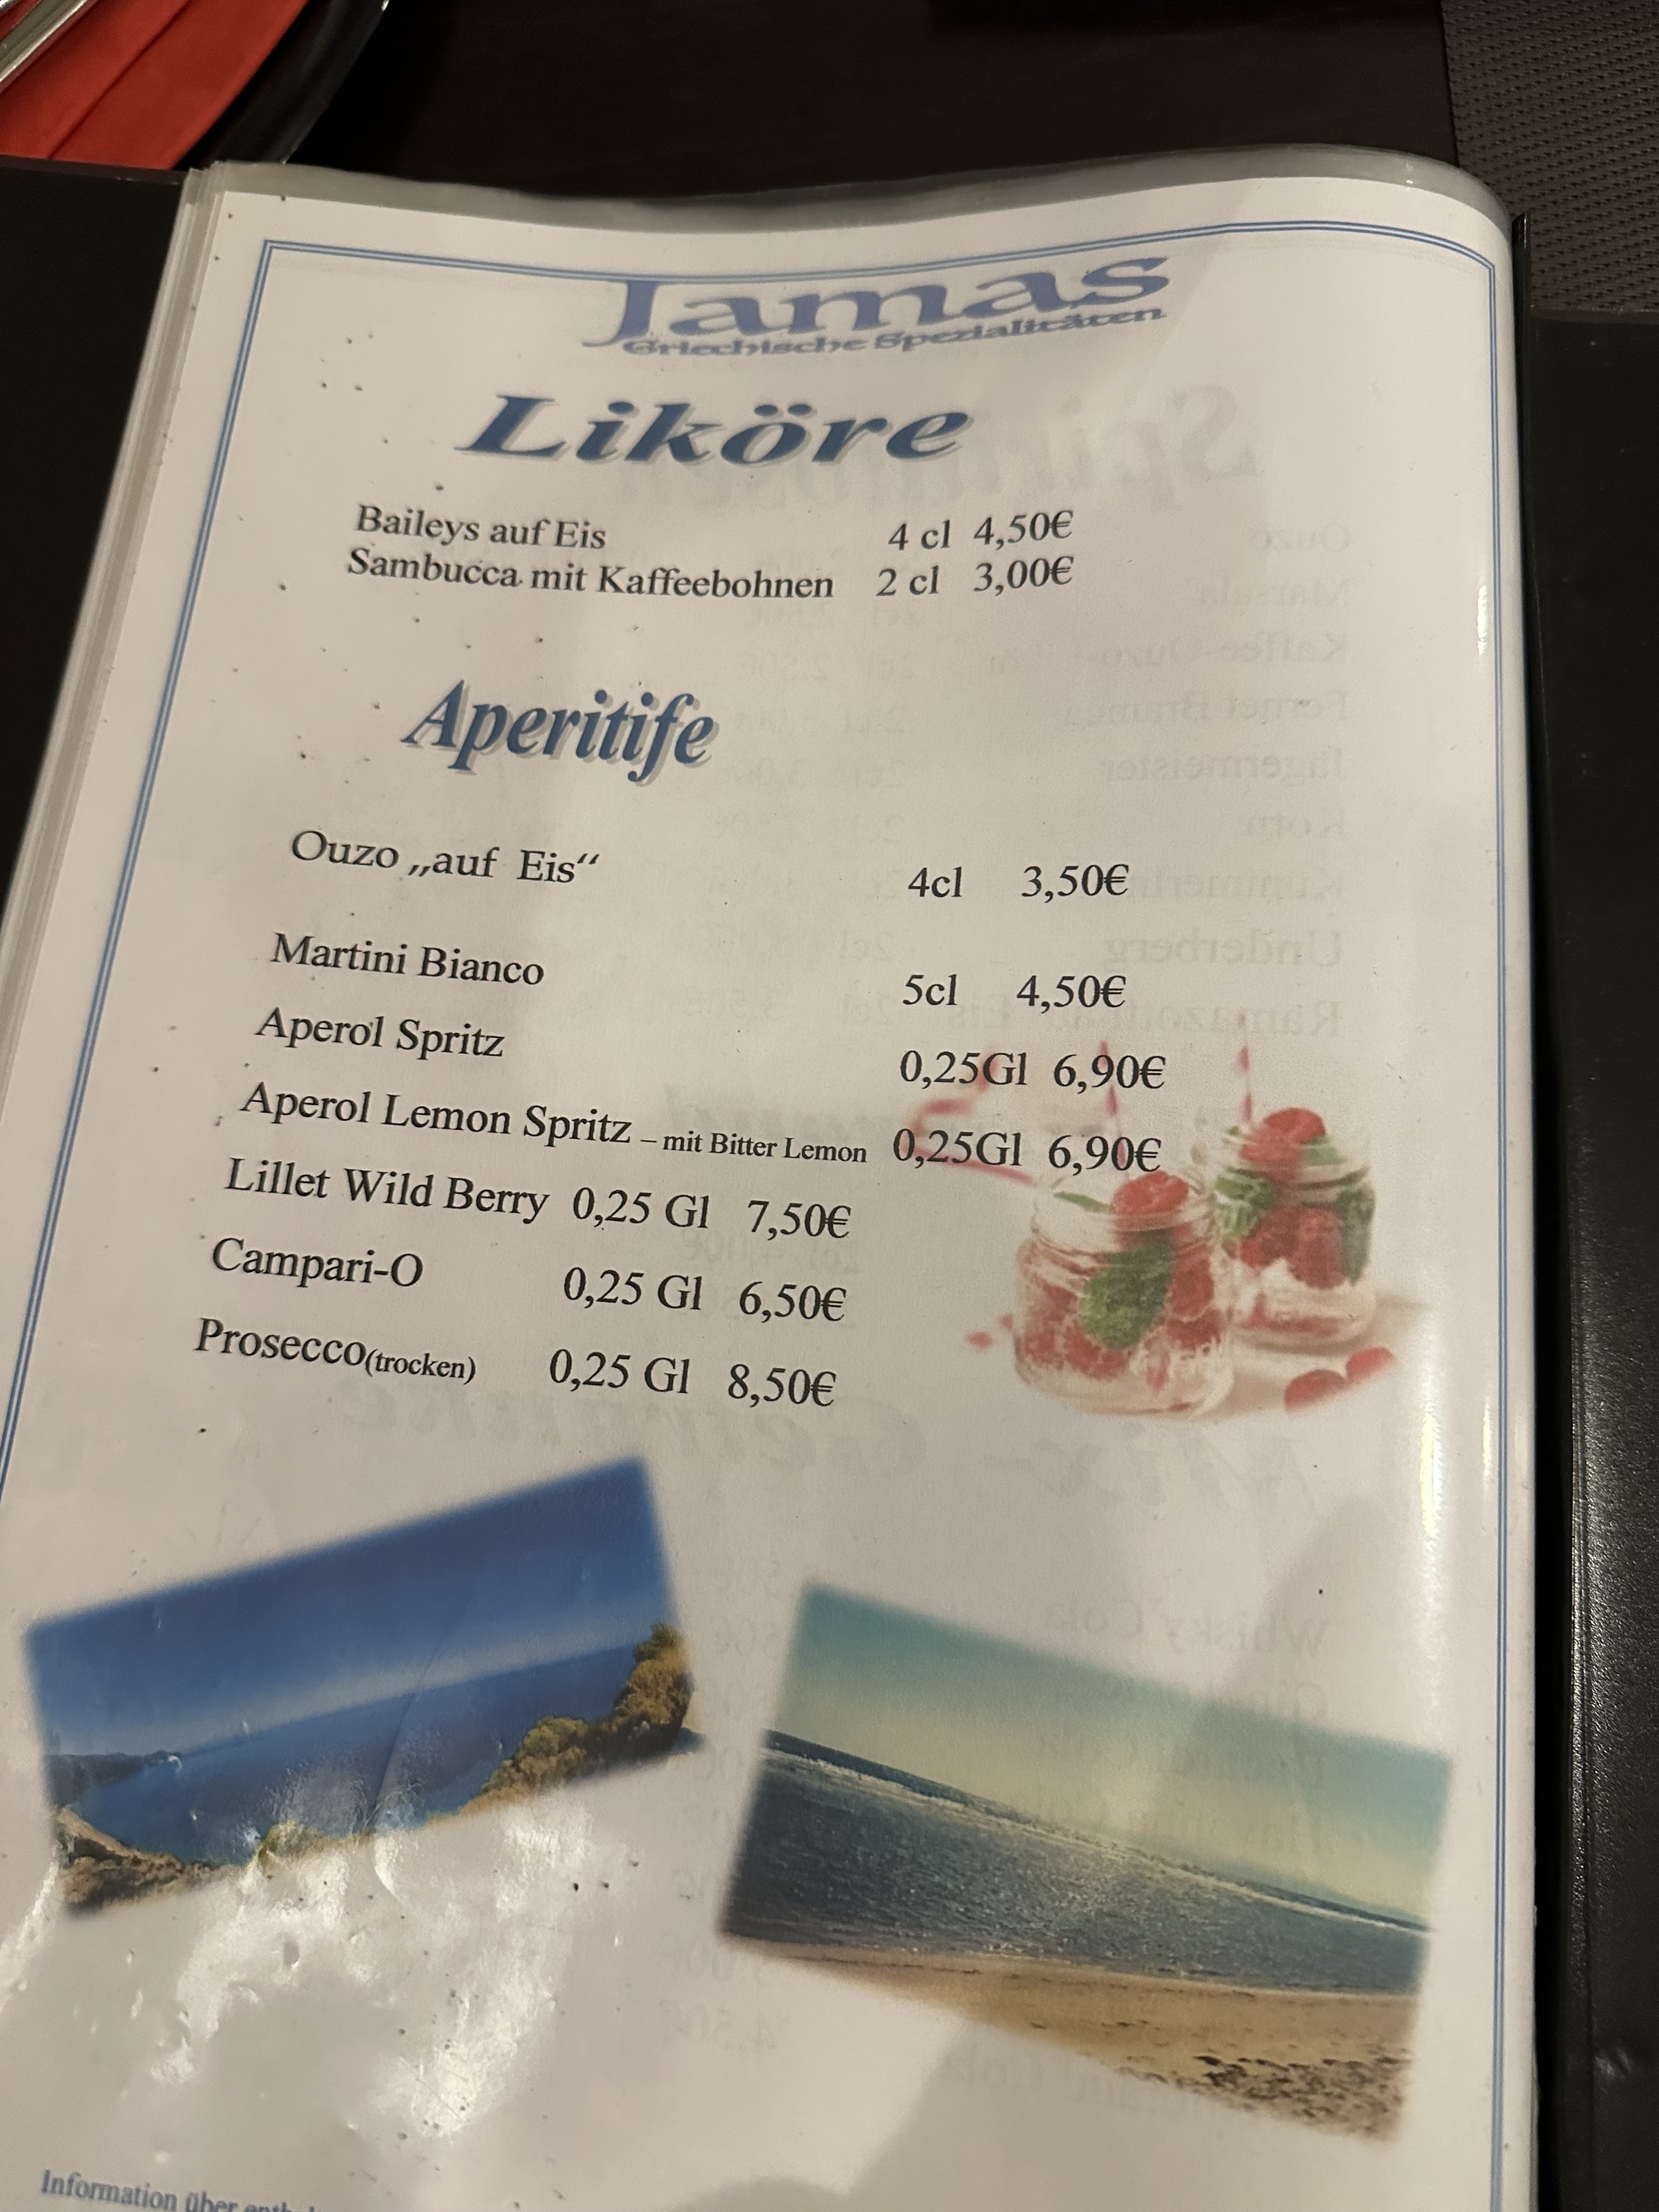 Jamas
Griechische Spezialitäten
Liköre
Baileys auf Eis 4 cl 4,50€
Sambucca mit Kaffeebohnen 2 cl 3,00€
Aperitife
Ouzo „auf Eis“ 4cl 3,50€
Martini Bianco 5cl 4,50€
Aperol Spritz 0,25Gl 6,90€
Aperol Lemon Spritz – mit Bitter Lemon 0,25Gl 6,90€
Lillet Wild Berry 0,25 Gl 7,50€
Campari-O 0,25 Gl 6,50€
Prosecco(trocken) 0,25 Gl 8,50€
Information über